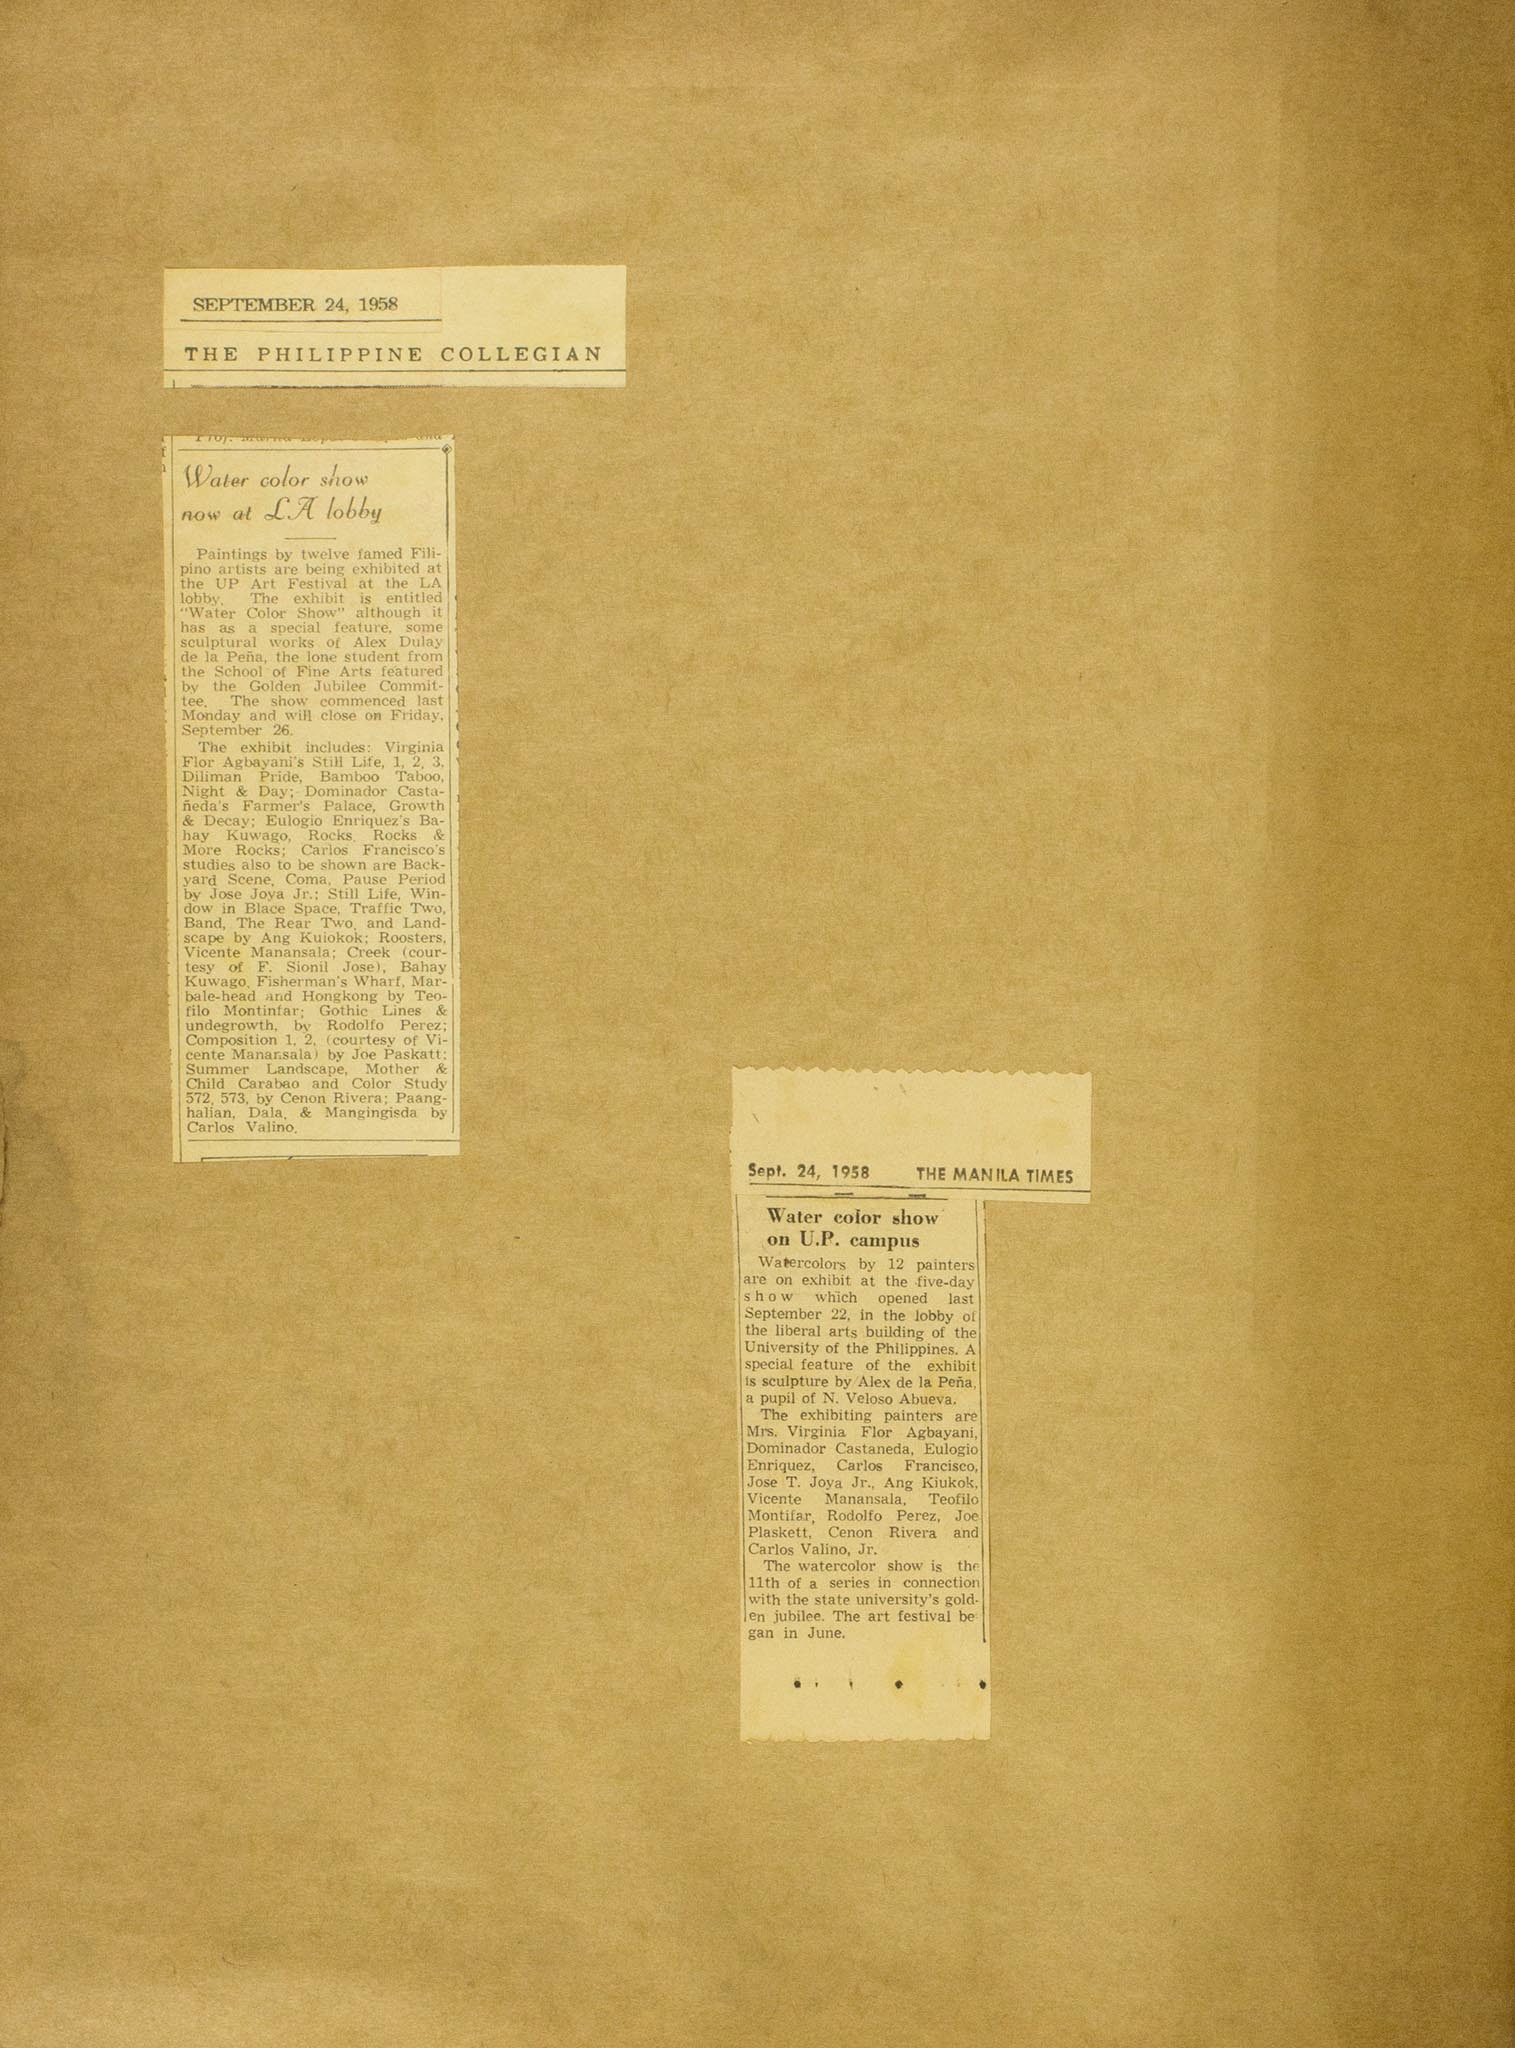 SEPTEMBER 24, 1958
THE PHILIPPINE COLLEGIAN
Water color show
now at LA lobby
Paintings by twelve famed Fili-
pino artists are being exhibited at
the UP Art Festival at the LA
lobby. The exhibit is entitled
"Water Color Show" although it
has as a special feature, some
sculptural works of Alex Dulay
de la Peña, the lone student from
the School of Fine Arts featured
by the Golden Jubilee Commit-
tee. The show commenced last
Monday and will close on Friday,
September 26.
The exhibit includes: Virginia
Flor Agbayani's Still Life, 1, 2, 3,
Diliman Pride, Bamboo Taboo,
Night & Day; Dominador Casta-
ñeda's Farmer's Palace, Growth
& Decay; Eulogio Enriquez's Ba-
hay Kuwago, Rocks, Rocks &
More Rocks; Carlos Francisco's
studies also to be shown are Back-
yard Scene, Coma, Pause Period
by Jose Joya Jr.; Still Life, Win-
dow in Blace Space, Traffic Two,
Band, The Rear Two, and Land-
scape by Ang Kuiokok; Roosters,
Vicente Manansala; Creek (cour-
tesy of F. Sionil Jose), Bahay
Kuwago, Fisherman's Wharf, Mar-
bale-head and Hongkong by Teo-
filo Montinfar; Gothic Lines &
undegrowth, by Rodolfo Perez;
Composition 1, 2, (courtesy of Vi-
cente Manansala) by Joe Paskatt;
Summer Landscape, Mother &
Child Carabao and Color Study
572, 573, by Cenon Rivera; Paang-
halian, Dala, & Mangingisda by
Carlos Valino.
Sept. 24, 1958 THE MANILA TIMES
Water color show
on U.P. campus
Watercolors by 12 painters
are on exhibit at the five-day
show which opened last
September 22, in the lobby of
the liberal arts building of the
University of the Philippines. A
special feature of the exhibit
is sculpture by Alex de la Peña,
a pupil of N. Veloso Abueva.
The exhibiting painters are
Mrs. Virginia Flor Agbayani,
Dominador Castaneda, Eulogio
Enriquez, Carlos Francisco,
Jose T. Joya Jr., Ang Kiukok,
Vicente Manansala, Teofilo
Montifar, Rodolfo Perez, Joe
Plaskett, Cenon Rivera and
Carlos Valino, Jr.
The watercolor show is the
11th of a series in connection
with the state university's gold-
en jubilee. The art festival be
gan in June.